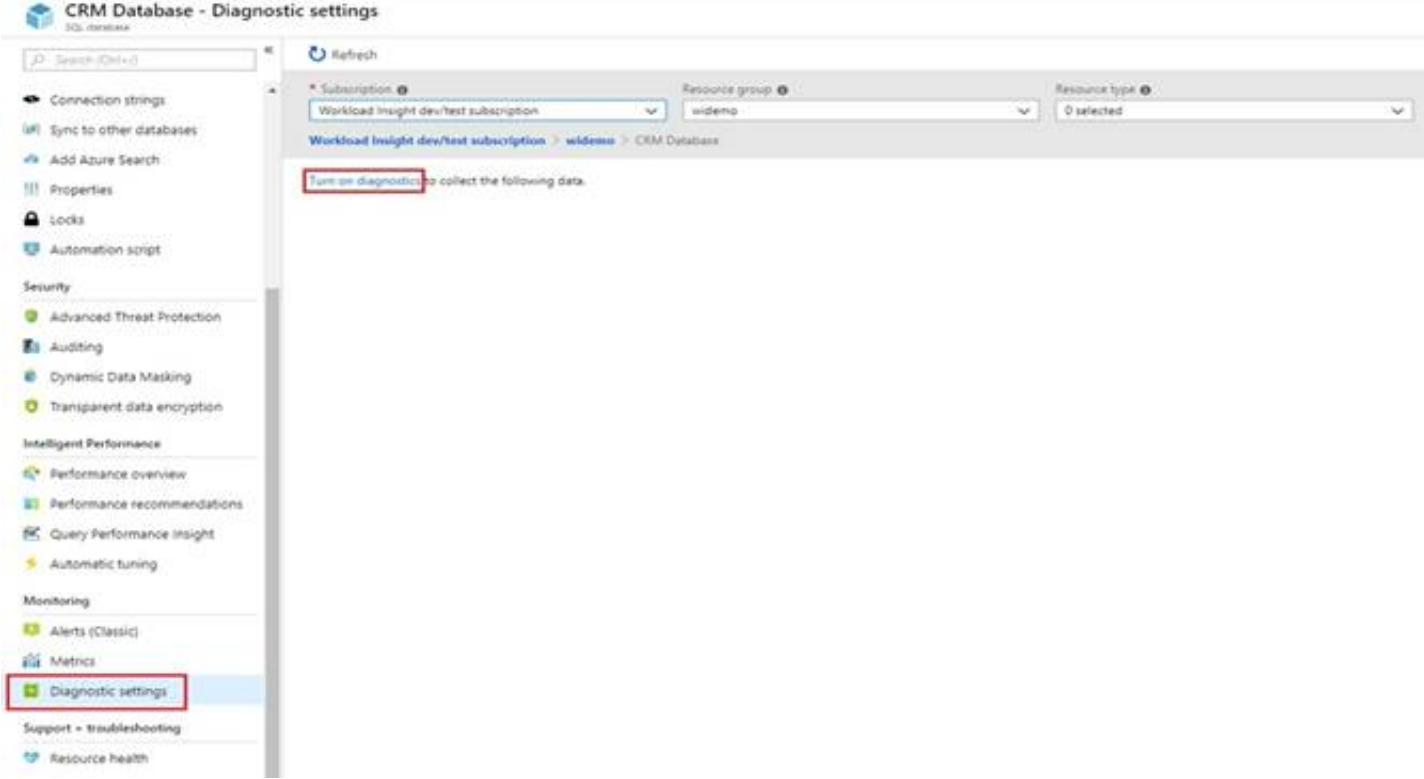 CRM Database - Diagnostic settings
SQL database
Search (Ctrl+/)
Connection strings
Sync to other databases
Add Azure Search
Properties
Locks
Automation script
Security
Advanced Threat Protection
Auditing
Dynamic Data Masking
Transparent data encryption
Intelligent Performance
Performance overview
Performance recommendations
Query Performance Insight
Automatic tuning
Monitoring
Alerts (Classic)
Metrics
Diagnostic settings
Support + troubleshooting
Resource health
Refresh
* Subscription
Workload Insight dev/test subscription
Resource group
widemo
Resource type
0 selected
Workload Insight dev/test subscription > widemo > CRM Database
Turn on diagnostics to collect the following data.